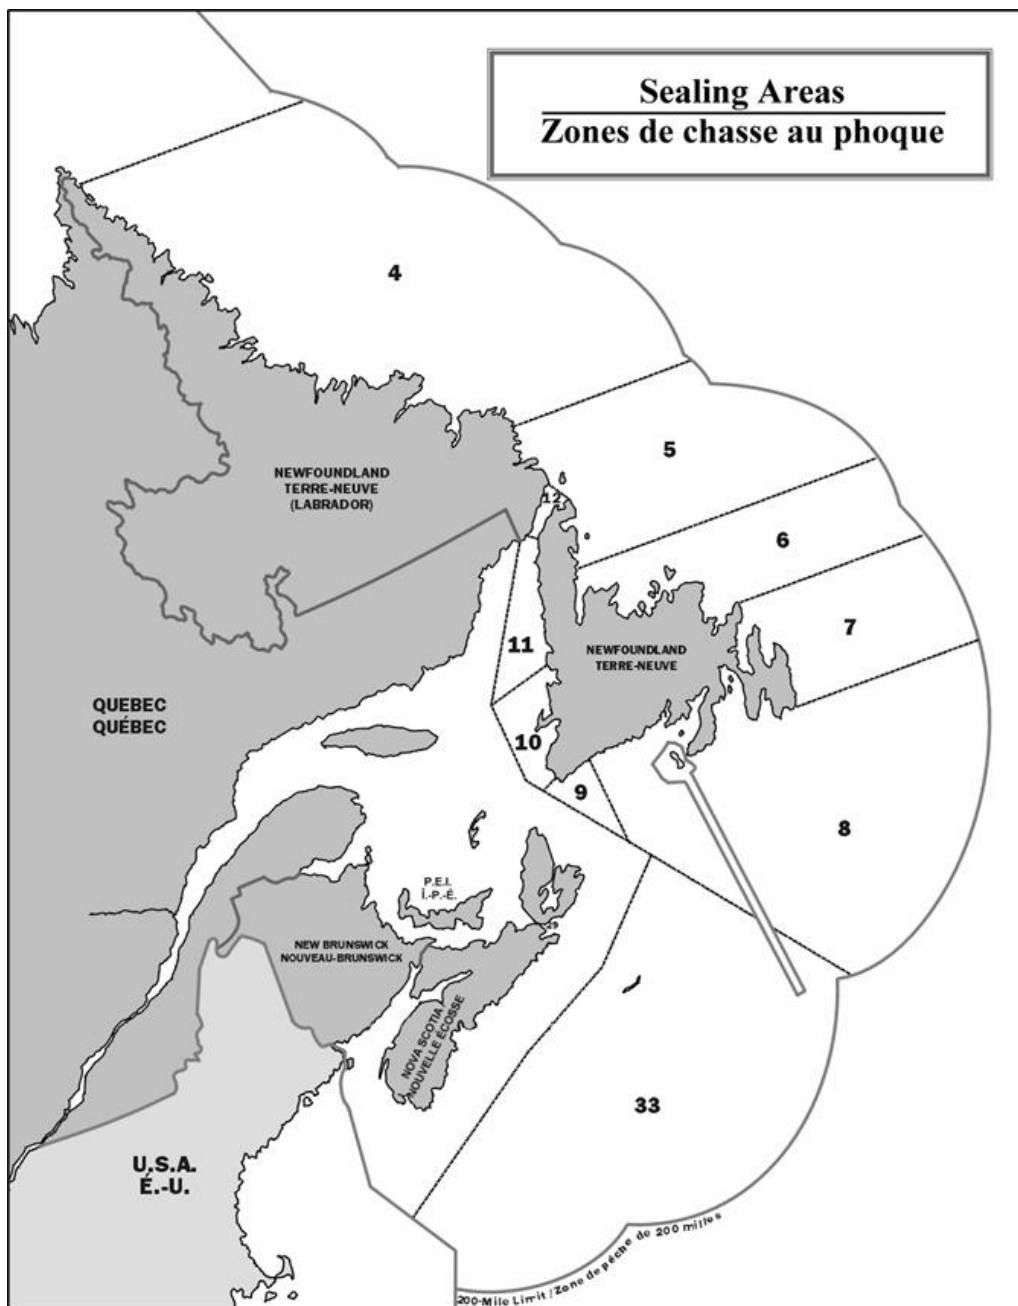 Sealing Areas
Zones de chasse au phoque
4
5
NEWFOUNDLAND
TERRE-NEUVE
(LABRADOR)
12
6
7
11
NEWFOUNDLAND
TERRE-NEUVE
QUEBEC
QUÉBEC
10
9
8
P.E.I.
Î.-P.-É.
29
NEW BRUNSWICK
NOUVEAU-BRUNSWICK
NOVA SCOTIA
NOUVELLE ÉCOSSE
33
U.S.A.
É.-U.
200-Mile Limit / Zone de pêche de 200 milles